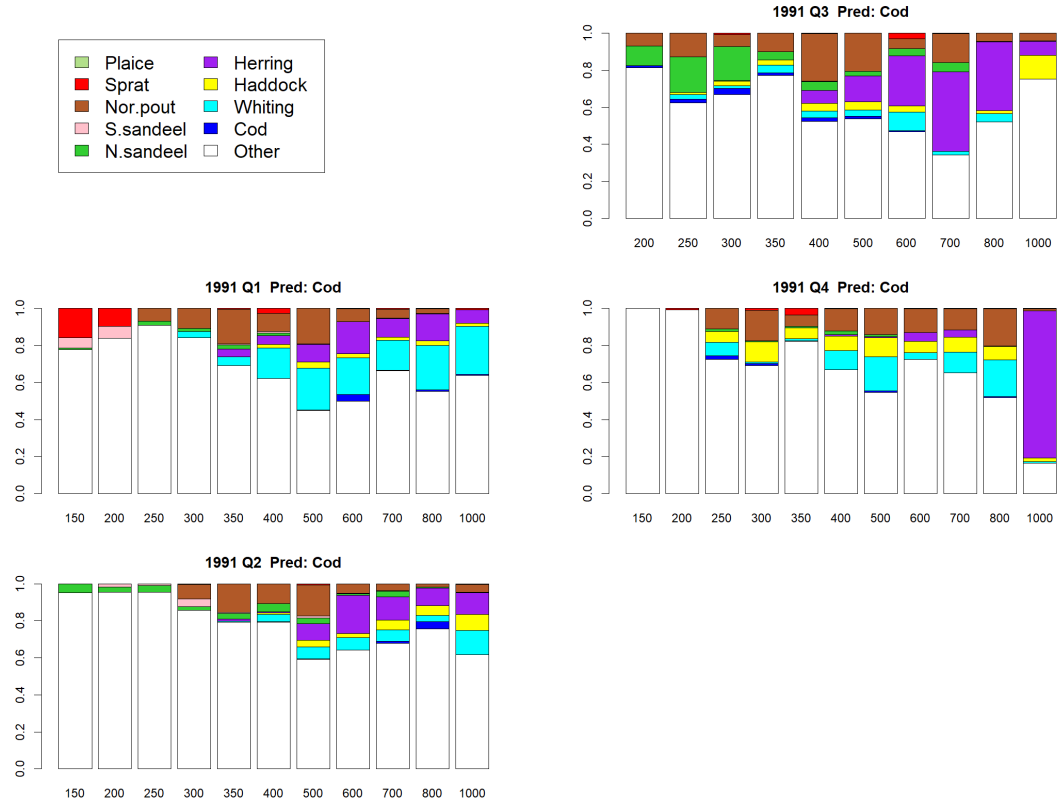 Plaice Herring
Sprat Haddock
Nor.pout Whiting
S.sandeel Cod
N.sandeel Other
1991 Q3 Pred: Cod
1.0
0.8
0.6
0.4
0.2
0.0
200 250 300 350 400 500 600 700 800 1000
1991 Q1 Pred: Cod
1.0
0.8
0.6
0.4
0.2
0.0
150 200 250 300 350 400 500 600 700 800 1000
1991 Q4 Pred: Cod
1.0
0.8
0.6
0.4
0.2
0.0
150 200 250 300 350 400 500 600 700 800 1000
1991 Q2 Pred: Cod
1.0
0.8
0.6
0.4
0.2
0.0
150 200 250 300 350 400 500 600 700 800 1000